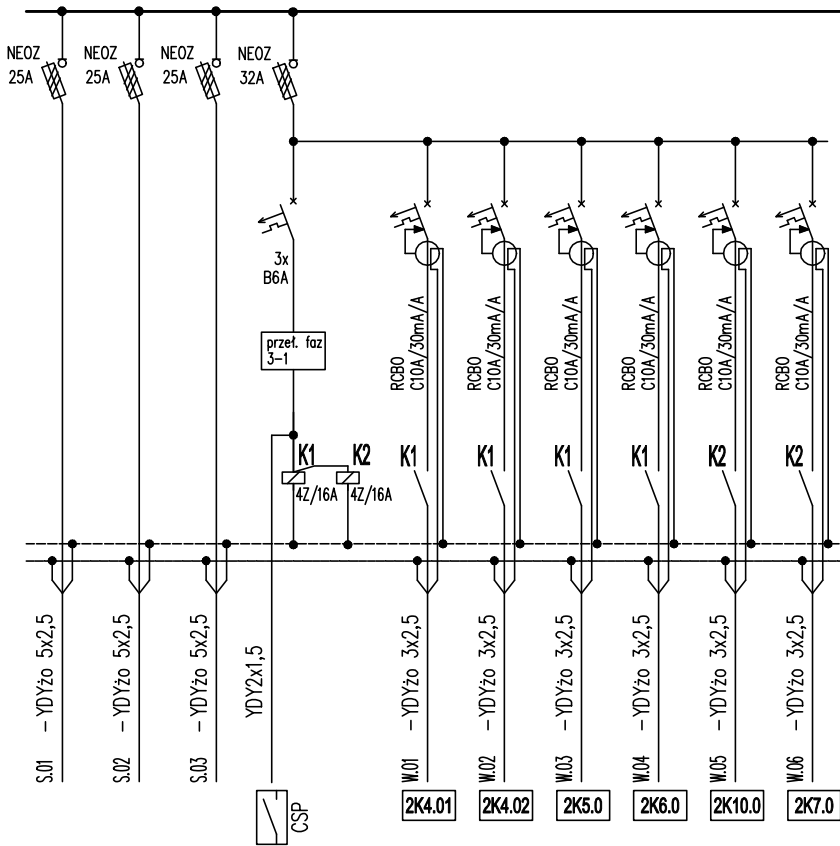 NEOZ
25A
NEOZ
25A
NEOZ
25A
NEOZ
32A
3x
B6A
przeł. faz
3-1
RCBO
C10A/30mA/A
RCBO
C10A/30mA/A
RCBO
C10A/30mA/A
RCBO
C10A/30mA/A
RCBO
C10A/30mA/A
RCBO
C10A/30mA/A
K1
K2
4Z/16A
4Z/16A
K1
K1
K1
K1
K2
K2
S.01 - YDYżo 5x2,5
S.02 - YDYżo 5x2,5
S.03 - YDYżo 5x2,5
YDY2x1,5
W.01 - YDYżo 3x2,5
W.02 - YDYżo 3x2,5
W.03 - YDYżo 3x2,5
W.04 - YDYżo 3x2,5
W.05 - YDYżo 3x2,5
W.06 - YDYżo 3x2,5
CSP
2K4.01
2K4.02
2K5.0
2K6.0
2K10.0
2K7.0